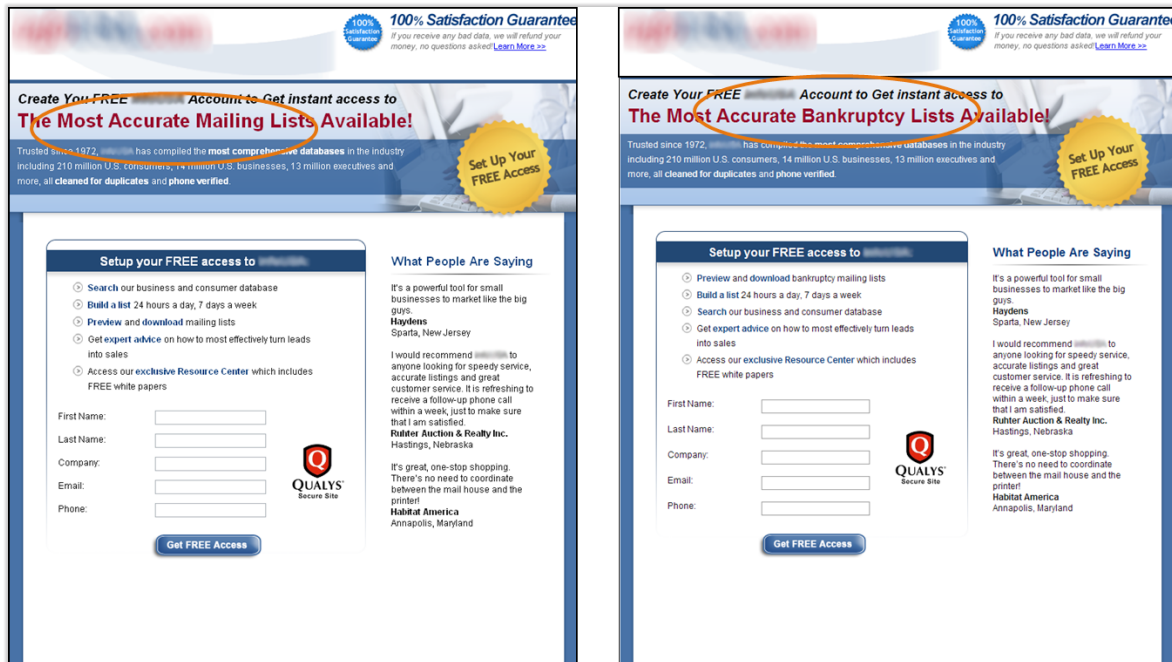 100% Satisfaction Guarantee
100%
Satisfaction
Guarantee
If you receive any bad data, we will refund your
money, no questions asked! Learn More >>
Create You FREE Account to Get instant access to
The Most Accurate Mailing Lists Available!
Trusted since 1972, has compiled the most comprehensive databases in the industry
including 210 million U.S. consumers, 14 million U.S. businesses, 13 million executives and
more, all cleaned for duplicates and phone verified.
Set Up Your
FREE Access
Setup your FREE access to
Search our business and consumer database
Build a list 24 hours a day, 7 days a week
Preview and download mailing lists
Get expert advice on how to most effectively turn leads
into sales
Access our exclusive Resource Center which includes
FREE white papers
First Name:
Last Name:
Company:
Email:
Phone:
QUALYS
Secure Site
Get FREE Access
What People Are Saying
It's a powerful tool for small
businesses to market like the big
guys.
Haydens
Sparta, New Jersey
I would recommend to
anyone looking for speedy service,
accurate listings and great
customer service. It is refreshing to
receive a follow-up phone call
within a week, just to make sure
that I am satisfied.
Ruhter Auction & Realty Inc.
Hastings, Nebraska
It's great, one-stop shopping.
There's no need to coordinate
between the mail house and the
printer!
Habitat America
Annapolis, Maryland
100% Satisfaction Guarantee
100%
Satisfaction
Guarantee
If you receive any bad data, we will refund your
money, no questions asked! Learn More >>
Create Your FREE Account to Get instant access to
The Most Accurate Bankruptcy Lists Available!
Trusted since 1972, has compiled the most comprehensive databases in the industry
including 210 million U.S. consumers, 14 million U.S. businesses, 13 million executives and
more, all cleaned for duplicates and phone verified.
Set Up Your
FREE Access
Setup your FREE access to
Preview and download bankruptcy mailing lists
Build a list 24 hours a day, 7 days a week
Search our business and consumer database
Get expert advice on how to most effectively turn leads
into sales
Access our exclusive Resource Center which includes
FREE white papers
First Name:
Last Name:
Company:
Email:
Phone:
QUALYS
Secure Site
Get FREE Access
What People Are Saying
It's a powerful tool for small
businesses to market like the big
guys.
Haydens
Sparta, New Jersey
I would recommend to
anyone looking for speedy service,
accurate listings and great
customer service. It is refreshing to
receive a follow-up phone call
within a week, just to make sure
that I am satisfied.
Ruhter Auction & Realty Inc.
Hastings, Nebraska
It's great, one-stop shopping.
There's no need to coordinate
between the mail house and the
printer!
Habitat America
Annapolis, Maryland